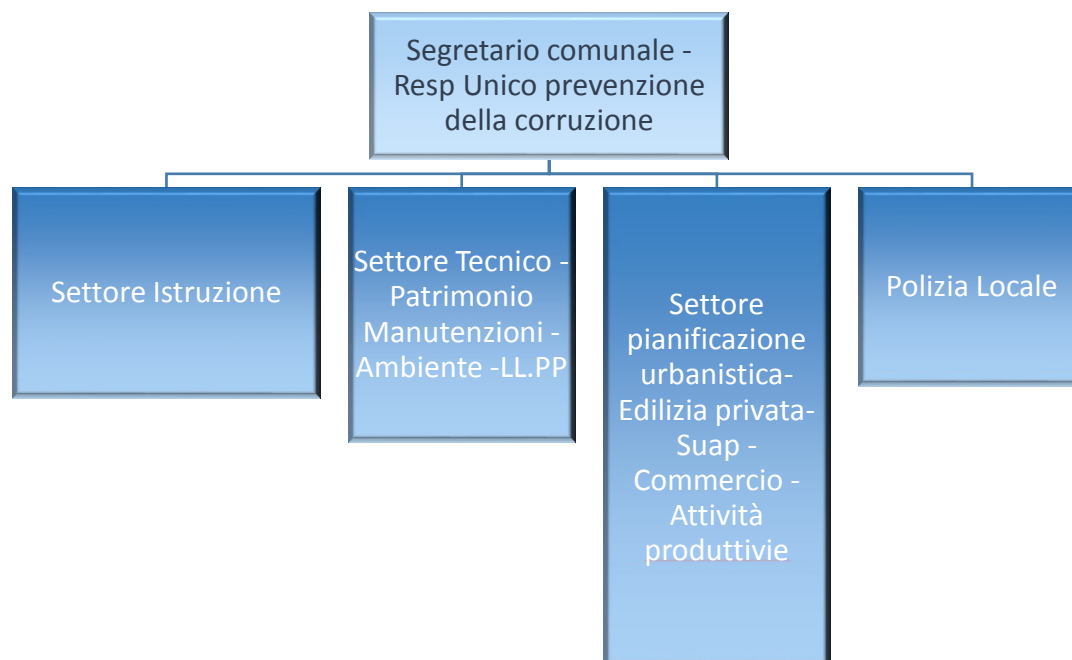 Segretario comunale -
Resp Unico prevenzione
della corruzione
Settore Istruzione
Settore Tecnico -
Patrimonio
Manutenzioni -
Ambiente -LL.PP
Settore
pianificazione
urbanistica-
Edilizia privata-
Suap -
Commercio -
Attività
produttivie
Polizia Locale